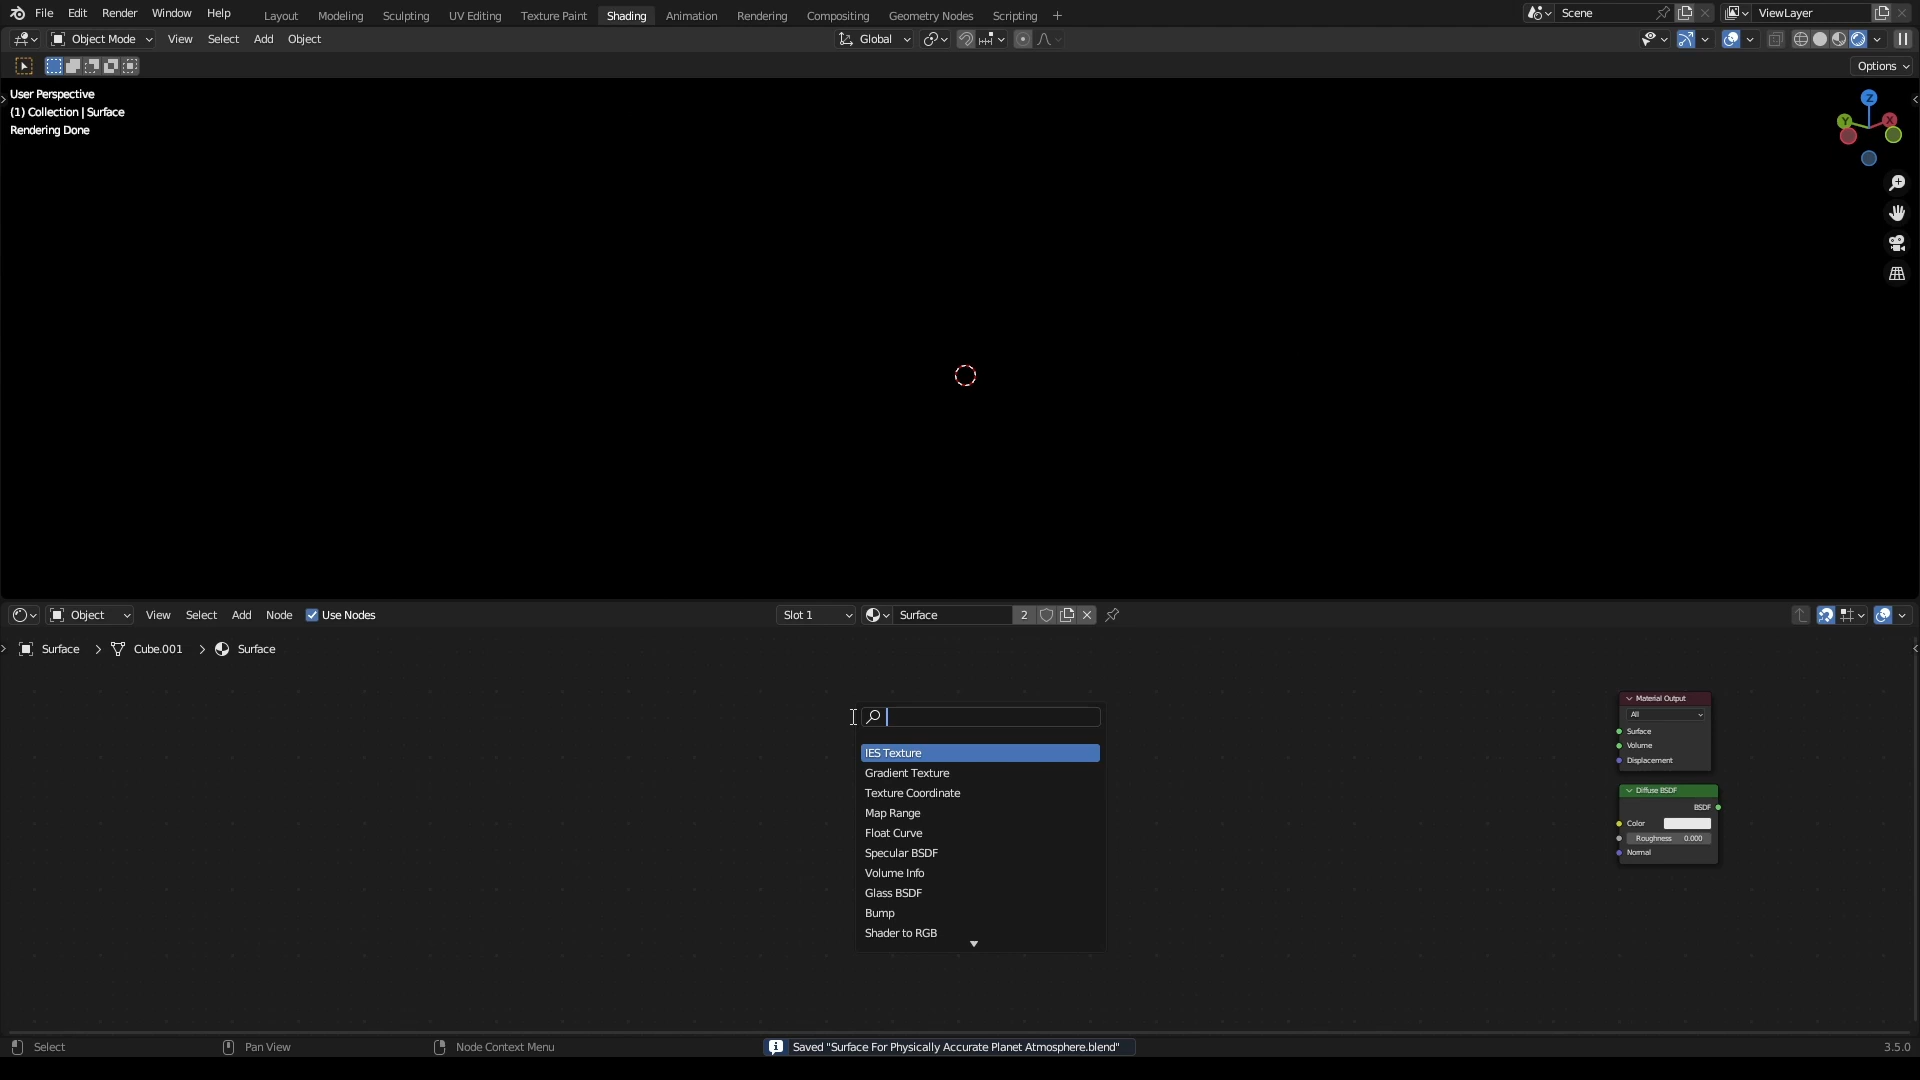 File Edit Render Window Help Layout Modeling Sculpting UV Editing Texture Paint Shading Animation Rendering Compositing Geometry Nodes Scripting + Scene ViewLayer
Object Mode View Select Add Object Global
Options
User Perspective
(1) Collection | Surface
Rendering Done
Z
Y X
Object View Select Add Node Use Nodes Slot 1 Surface 2
Surface > Cube.001 > Surface
IES Texture
Gradient Texture
Texture Coordinate
Map Range
Float Curve
Specular BSDF
Volume Info
Glass BSDF
Bump
Shader to RGB
Material Output
All
Surface
Volume
Displacement
Diffuse BSDF
BSDF
Color
Roughness 0.000
Normal
Select Pan View Node Context Menu Saved "Surface For Physically Accurate Planet Atmosphere.blend" 3.5.0